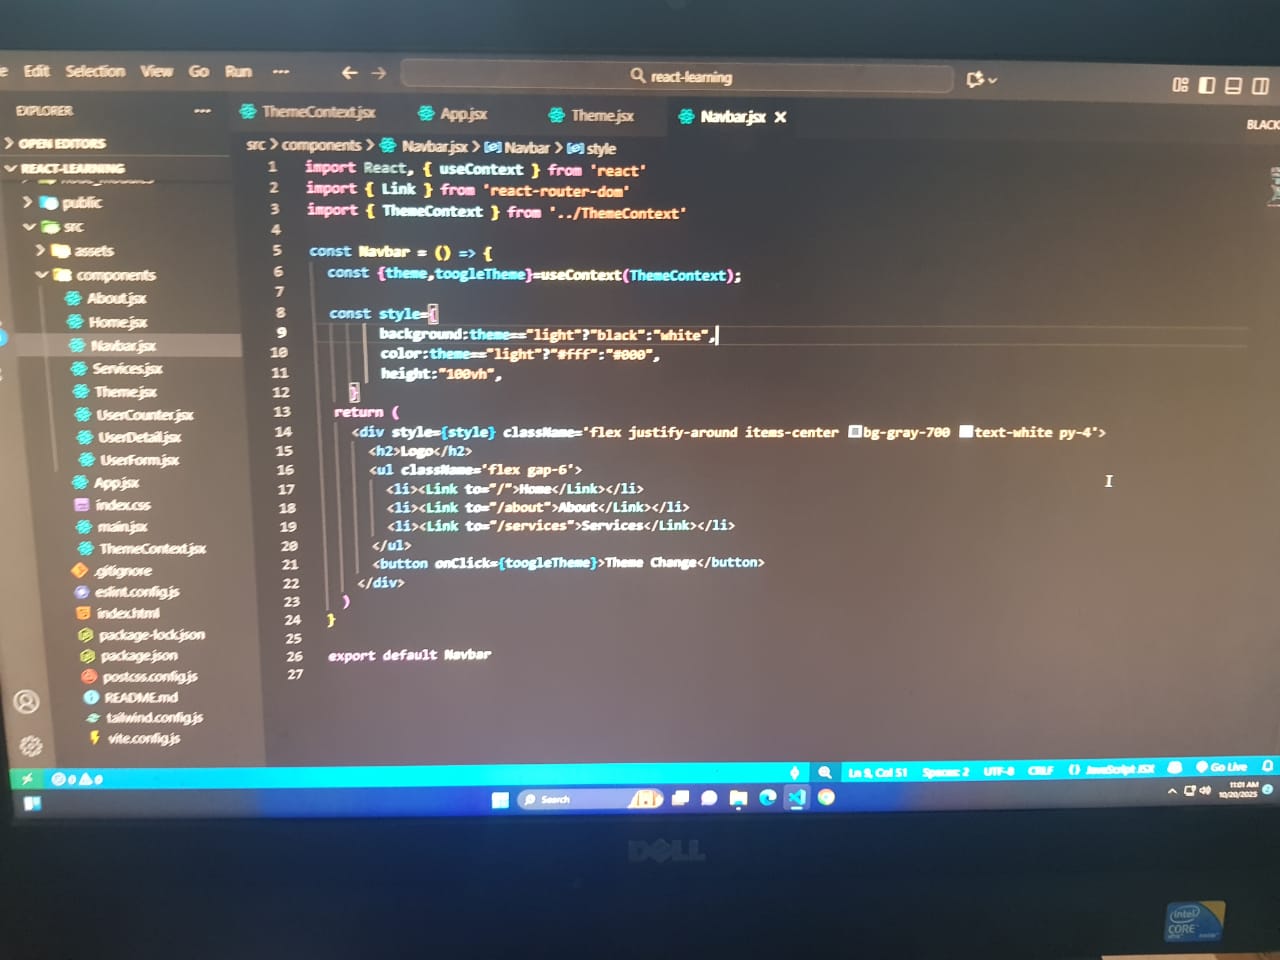 Edit Selection View Go Run ...
react-learning
EXPLORER ...
OPEN EDITORS
REACT-LEARNING
node_modules
public
src
assets
components
About.jsx
Home.jsx
Navbar.jsx
Services.jsx
Theme.jsx
UserCounter.jsx
UserDetail.jsx
UserForm.jsx
App.jsx
index.css
main.jsx
ThemeContext.jsx
.gitignore
eslint.config.js
index.html
package-lock.json
package.json
postcss.config.js
README.md
tailwind.config.js
vite.config.js
ThemeContext.jsx App.jsx Theme.jsx Navbar.jsx
BLACK
src > components > Navbar.jsx > Navbar > style
1 import React, { useContext } from 'react'
2 import { Link } from 'react-router-dom'
3 import { ThemeContext } from '../ThemeContext'
4
5 const Navbar = () => {
6 const {theme,toogleTheme}=useContext(ThemeContext);
7
8 const style={
9 background:theme=="light"?"black":"white",
10 color:theme=="light"?"#fff":"#000",
11 height:"100vh",
12 }
13 return (
14 <div style={style} className='flex justify-around items-center bg-gray-700 text-white py-4'>
15 <h2>Logo</h2>
16 <ul className='flex gap-6'>
17 <li><Link to="/">Home</Link></li>
18 <li><Link to="/about">About</Link></li>
19 <li><Link to="/services">Services</Link></li>
20 </ul>
21 <button onClick={toogleTheme}>Theme Change</button>
22 </div>
23 )
24 }
25
26 export default Navbar
27
0 0
Ln 9, Col 51 Spaces: 2 UTF-8 CRLF {} JavaScript JSX Go Live
Search
11:01 AM
10/20/2025
DELL
intel
CORE